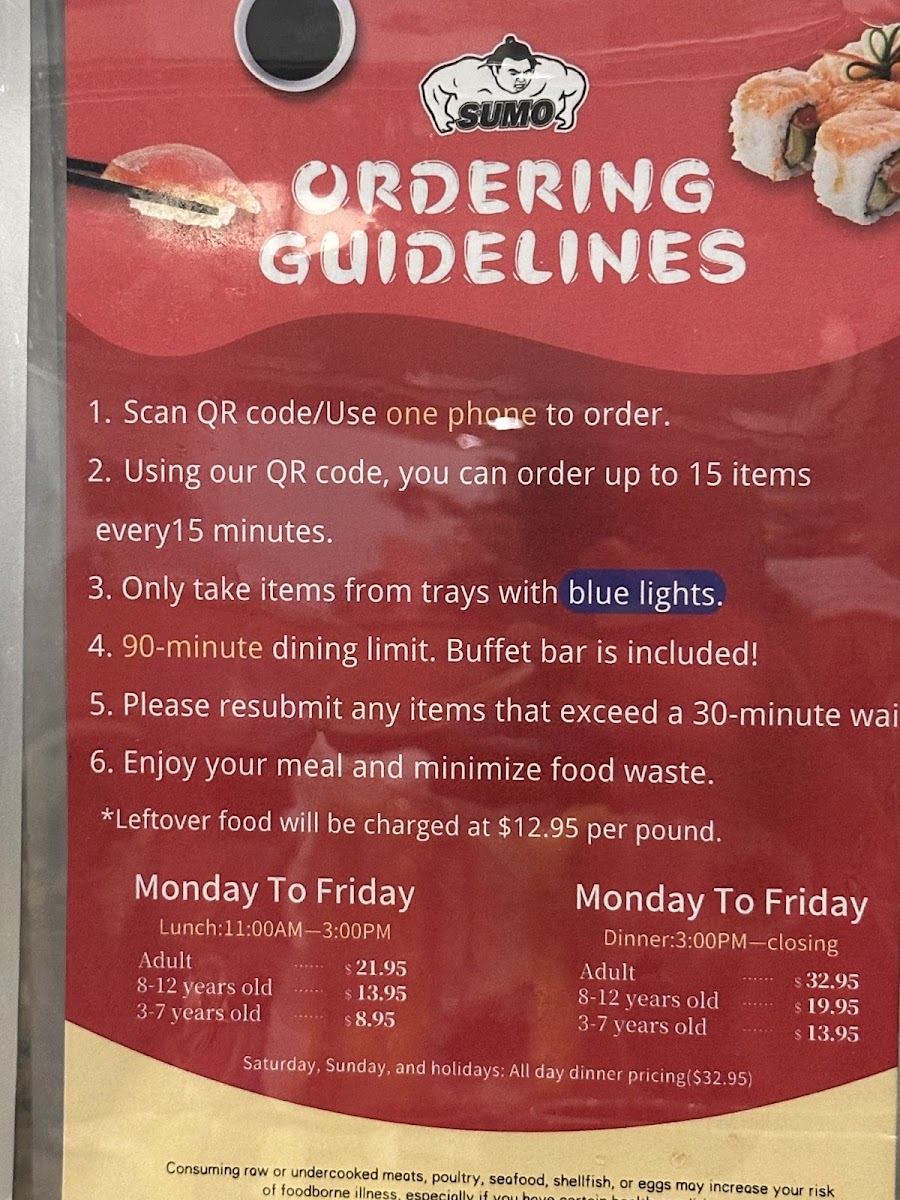 SUMO
ORDERING
GUIDELINES
1. Scan QR code/Use one phone to order.
2. Using our QR code, you can order up to 15 items
every15 minutes.
3. Only take items from trays with blue lights.
4. 90-minute dining limit. Buffet bar is included!
5. Please resubmit any items that exceed a 30-minute wai
6. Enjoy your meal and minimize food waste.
*Leftover food will be charged at $12.95 per pound.
Monday To Friday
Lunch:11:00AM—3:00PM
Adult ...... $21.95
8-12 years old ...... $13.95
3-7 years old ...... $8.95
Monday To Friday
Dinner:3:00PM—closing
Adult ...... $32.95
8-12 years old ...... $19.95
3-7 years old ...... $13.95
Saturday, Sunday, and holidays: All day dinner pricing($32.95)
Consuming raw or undercooked meats, poultry, seafood, shellfish, or eggs may increase your risk
of foodborne illness, especially if you have certain